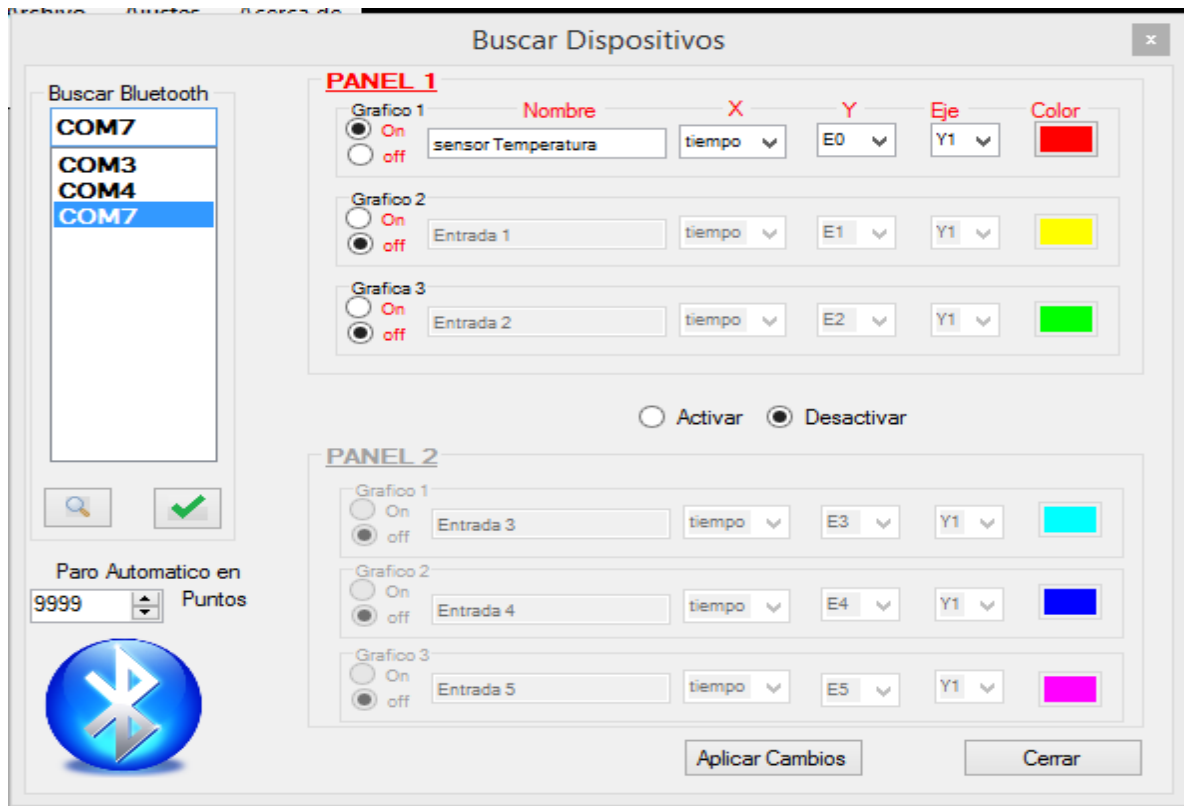 Archivo Ajustes Acerca de
Buscar Dispositivos
x
Buscar Bluetooth
COM7
COM3
COM4
COM7
Paro Automatico en
9999 Puntos
PANEL 1
Grafico 1 Nombre X Y Eje Color
On
off
sensor Temperatura tiempo E0 Y1
Grafico 2
On
off
Entrada 1 tiempo E1 Y1
Grafica 3
On
off
Entrada 2 tiempo E2 Y1
Activar Desactivar
PANEL 2
Grafico 1
On
off
Entrada 3 tiempo E3 Y1
Grafico 2
On
off
Entrada 4 tiempo E4 Y1
Grafico 3
On
off
Entrada 5 tiempo E5 Y1
Aplicar Cambios Cerrar